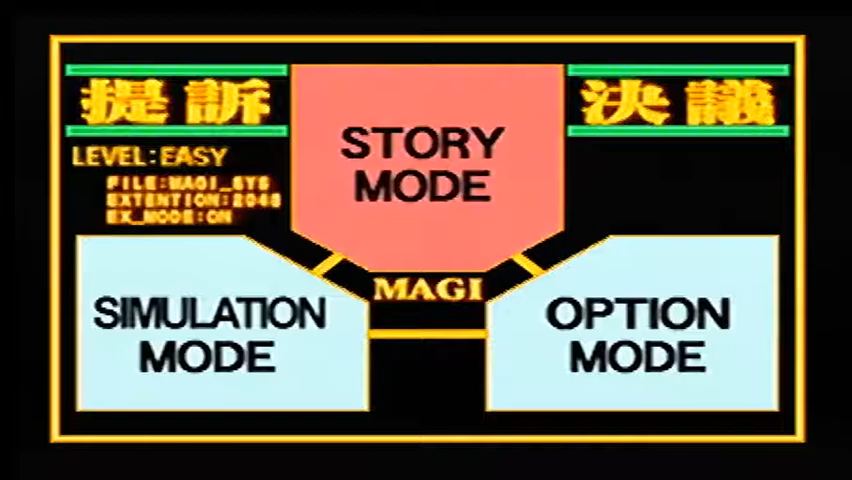 提訴
決議
STORY
MODE
LEVEL:EASY
FILE:MAGI_SYS
EXTENTION:2048
EX_MODE:ON
MAGI
SIMULATION
MODE
OPTION
MODE